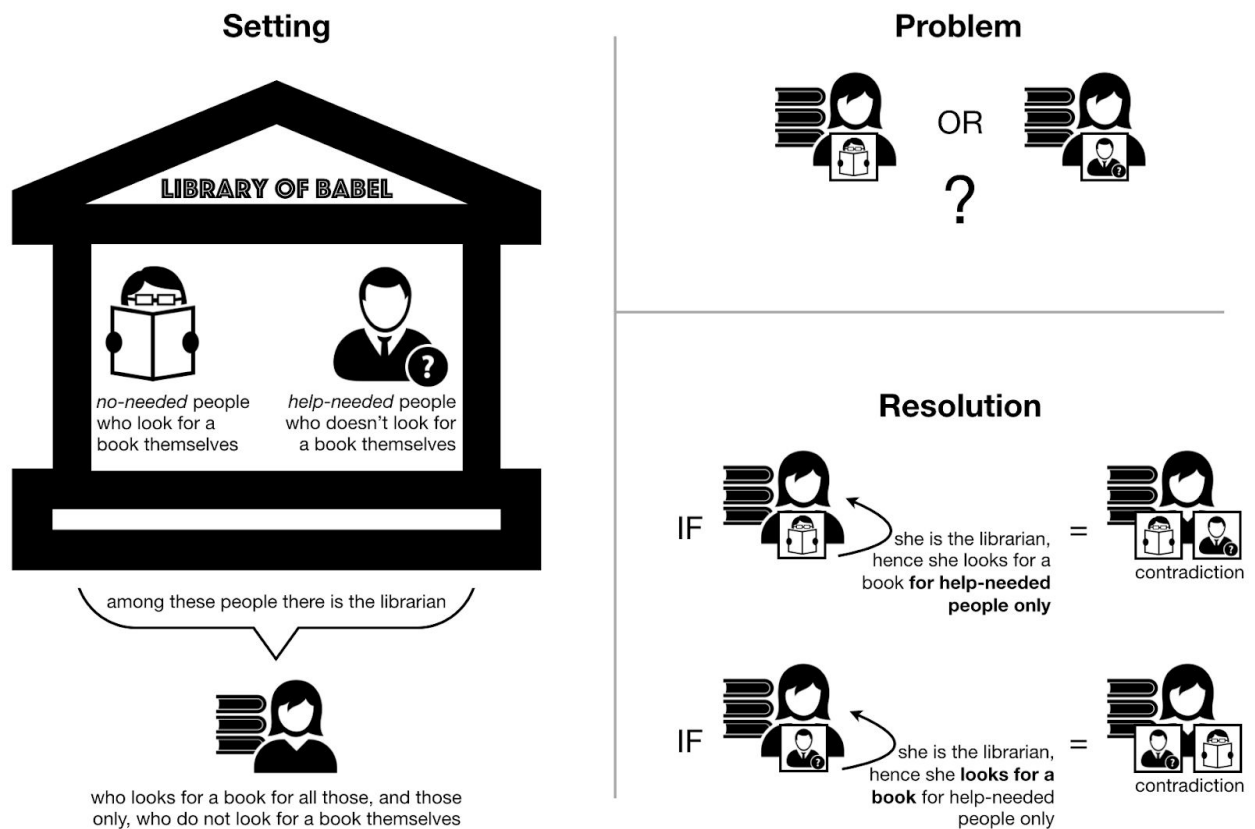 Setting
LIBRARY OF BABEL
no-needed people
who look for a
book themselves
help-needed people
who doesn't look for
a book themselves
?
among these people there is the librarian
who looks for a book for all those, and those
only, who do not look for a book themselves
Problem
OR
?
?
Resolution
IF
she is the librarian,
hence she looks for a
book for help-needed
people only
=
?
contradiction
IF
?
she is the librarian,
hence she looks for a
book for help-needed
people only
=
?
contradiction